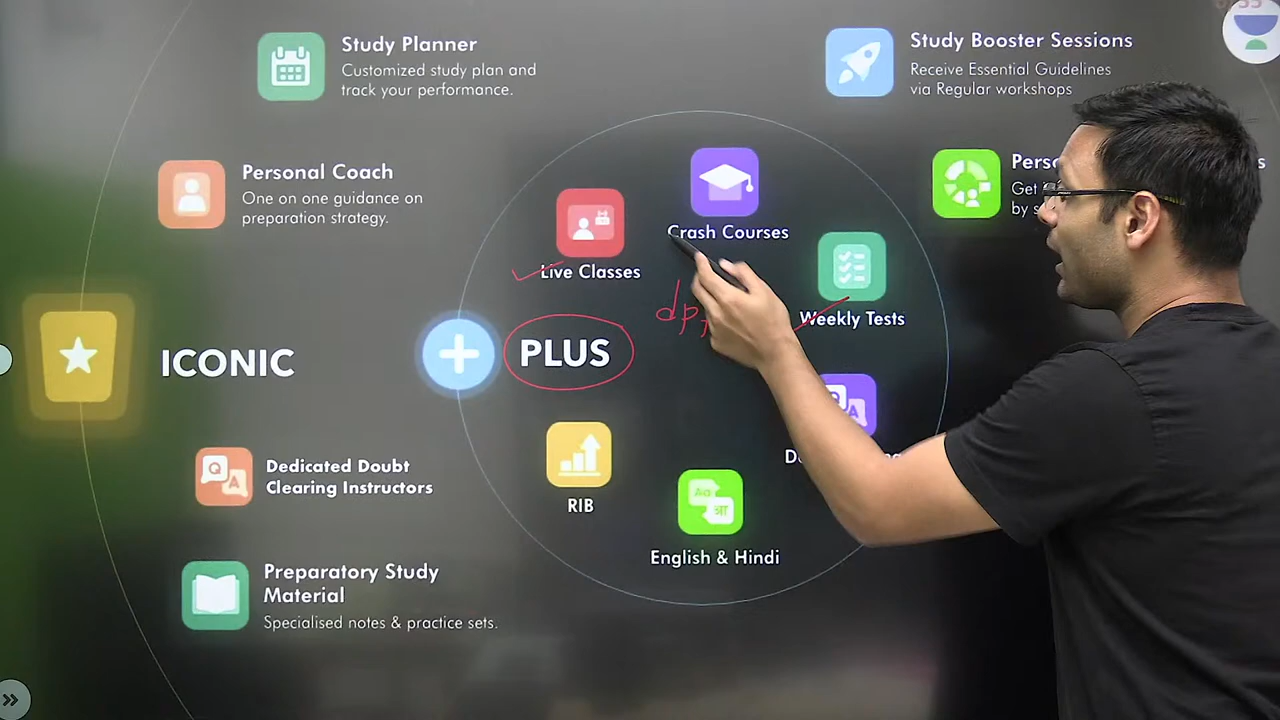 Study Planner
Customized study plan and
track your performance.
Study Booster Sessions
Receive Essential Guidelines
via Regular workshops
Personal Coach
One on one guidance on
preparation strategy.
Get
by
Crash Courses
Live Classes
Weekly Tests
ICONIC
PLUS
Dedicated Doubt
Clearing Instructors
RIB
English & Hindi
Preparatory Study
Material
Specialised notes & practice sets.
Q
A
A